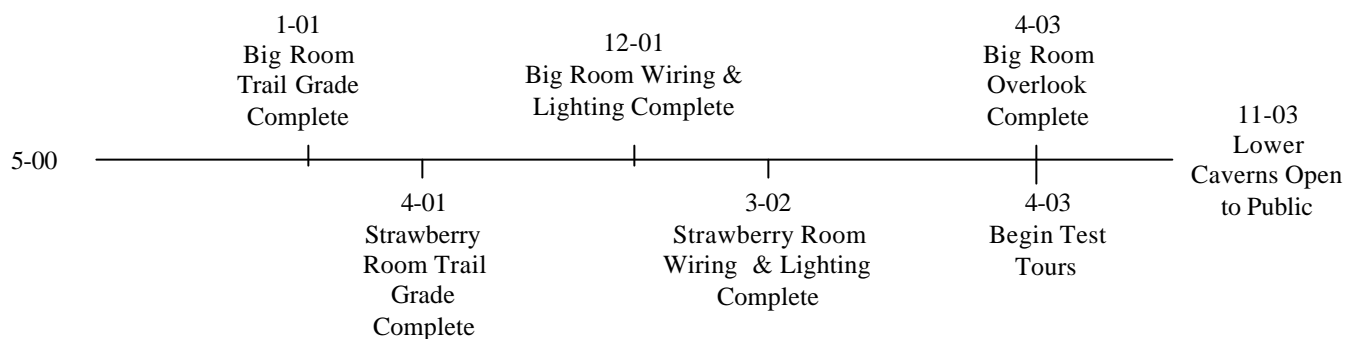 1-01
Big Room
Trail Grade
Complete
12-01
Big Room Wiring &
Lighting Complete
4-03
Big Room
Overlook
Complete
11-03
Lower
Caverns Open
to Public
5-00
4-01
Strawberry
Room Trail
Grade
Complete
3-02
Strawberry Room
Wiring & Lighting
Complete
4-03
Begin Test
Tours